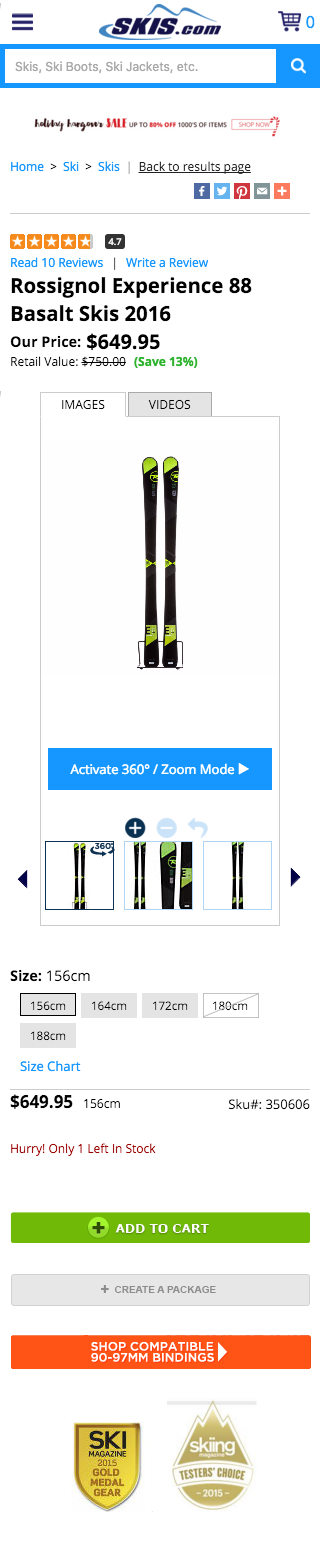 SKIS.com
0
Skis, Ski Boots, Ski Jackets, etc.
holiday hangover SALE UP TO 80% OFF 1000'S OF ITEMS SHOP NOW
Home > Ski > Skis | Back to results page
4.7
Read 10 Reviews | Write a Review
Rossignol Experience 88
Basalt Skis 2016
Our Price: $649.95
Retail Value: $750.00 (Save 13%)
IMAGES VIDEOS
Activate 360° / Zoom Mode
360°
Size: 156cm
156cm 164cm 172cm 180cm
188cm
Size Chart
$649.95 156cm Sku#: 350606
Hurry! Only 1 Left In Stock
ADD TO CART
+ CREATE A PACKAGE
SHOP COMPATIBLE
90-97MM BINDINGS
SKI
MAGAZINE
2015
GOLD
MEDAL
GEAR
skiing
magazine
TESTERS' CHOICE
- 2015 -